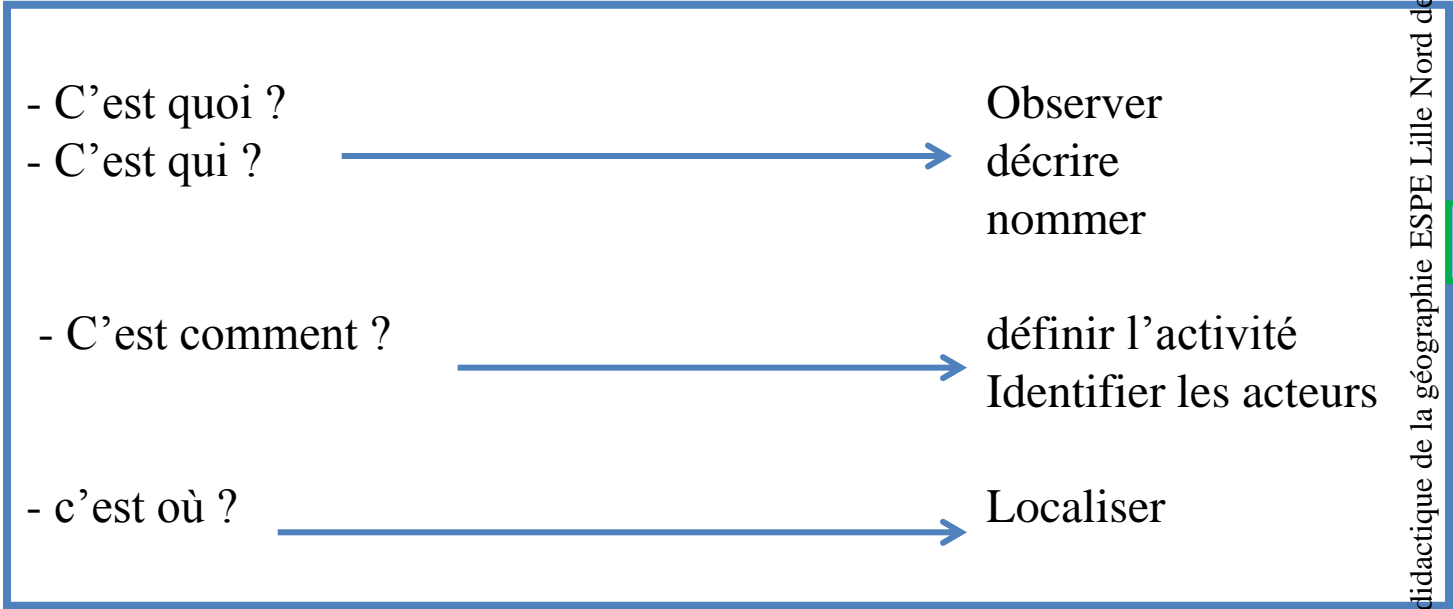 - C’est quoi ?
- C’est qui ?
Observer
décrire
nommer
- C’est comment ?
définir l’activité
Identifier les acteurs
- c’est où ?
Localiser
didactique de la géographie ESPE Lille Nord de